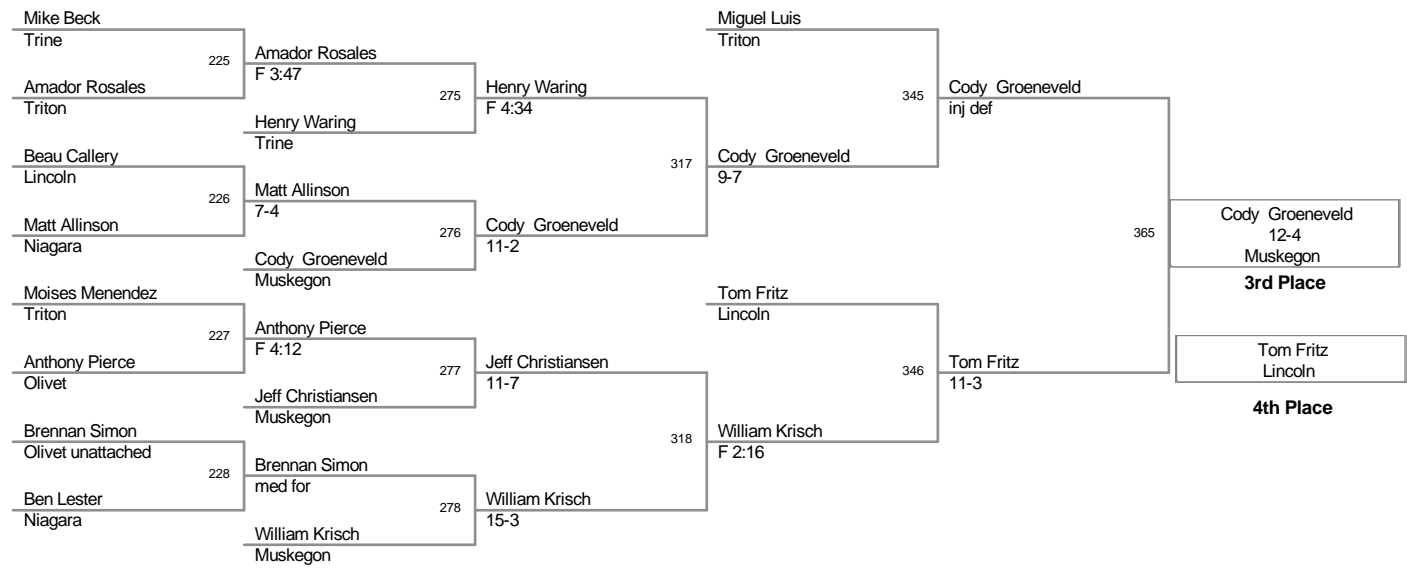 Mike Beck
Trine
225
Amador Rosales
Triton
Amador Rosales
F 3:47
275
Henry Waring
Trine
Beau Callery
Lincoln
226
Matt Allinson
Niagara
Matt Allinson
7-4
276
Cody Groeneveld
Muskegon
Moises Menendez
Triton
227
Anthony Pierce
Olivet
Anthony Pierce
F 4:12
277
Jeff Christiansen
Muskegon
Brennan Simon
Olivet unattached
228
Ben Lester
Niagara
Brennan Simon
med for
278
William Krisch
Muskegon
Henry Waring
F 4:34
317
Cody Groeneveld
11-2
Jeff Christiansen
11-7
318
William Krisch
15-3
Miguel Luis
Triton
345
Cody Groeneveld
9-7
Tom Fritz
Lincoln
346
William Krisch
F 2:16
Cody Groeneveld
inj def
365
Tom Fritz
11-3
Cody Groeneveld
12-4
Muskegon
3rd Place
Tom Fritz
Lincoln
4th Place